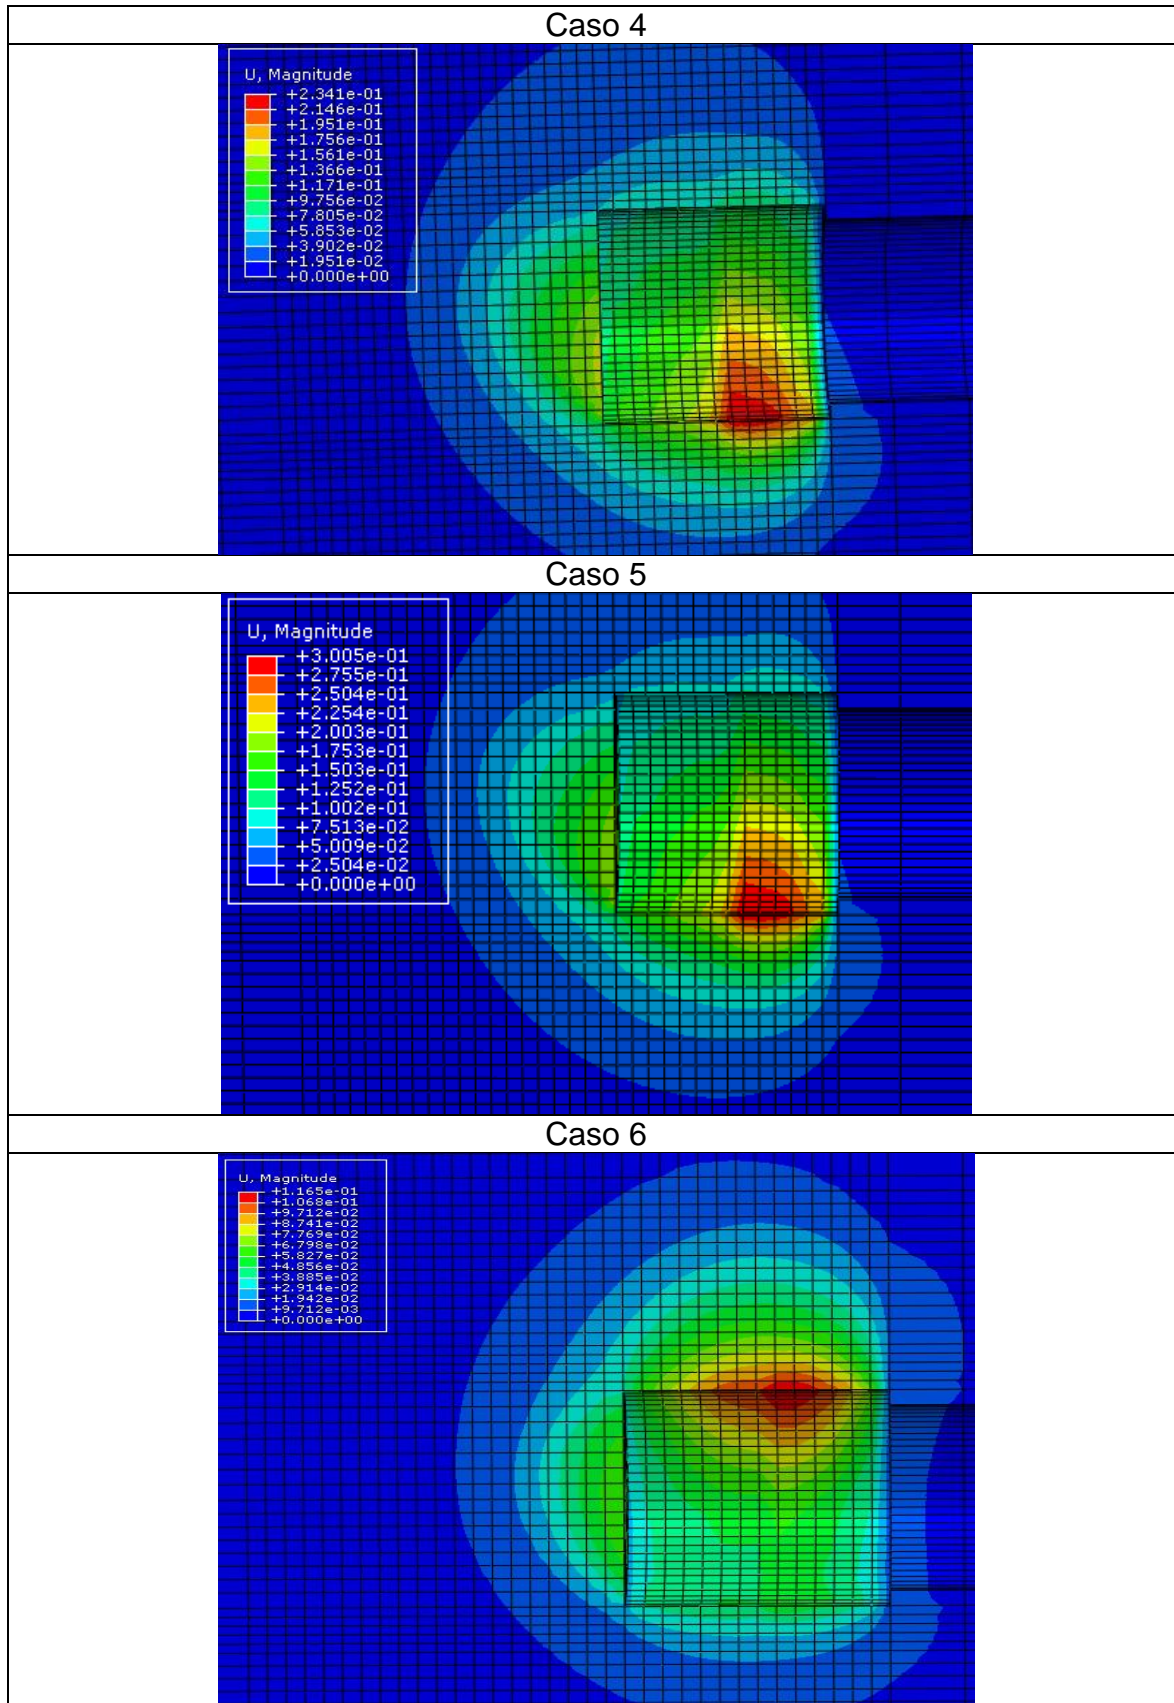 Caso 4
U, Magnitude
+2.341e-01
+2.146e-01
+1.951e-01
+1.756e-01
+1.561e-01
+1.366e-01
+1.171e-01
+9.756e-02
+7.805e-02
+5.853e-02
+3.902e-02
+1.951e-02
+0.000e+00
Caso 5
U, Magnitude
+3.005e-01
+2.755e-01
+2.504e-01
+2.254e-01
+2.003e-01
+1.753e-01
+1.503e-01
+1.252e-01
+1.002e-01
+7.513e-02
+5.009e-02
+2.504e-02
+0.000e+00
Caso 6
U, Magnitude
+1.165e-01
+1.068e-01
+9.712e-02
+8.741e-02
+7.769e-02
+6.798e-02
+5.827e-02
+4.856e-02
+3.885e-02
+2.914e-02
+1.942e-02
+9.712e-03
+0.000e+00